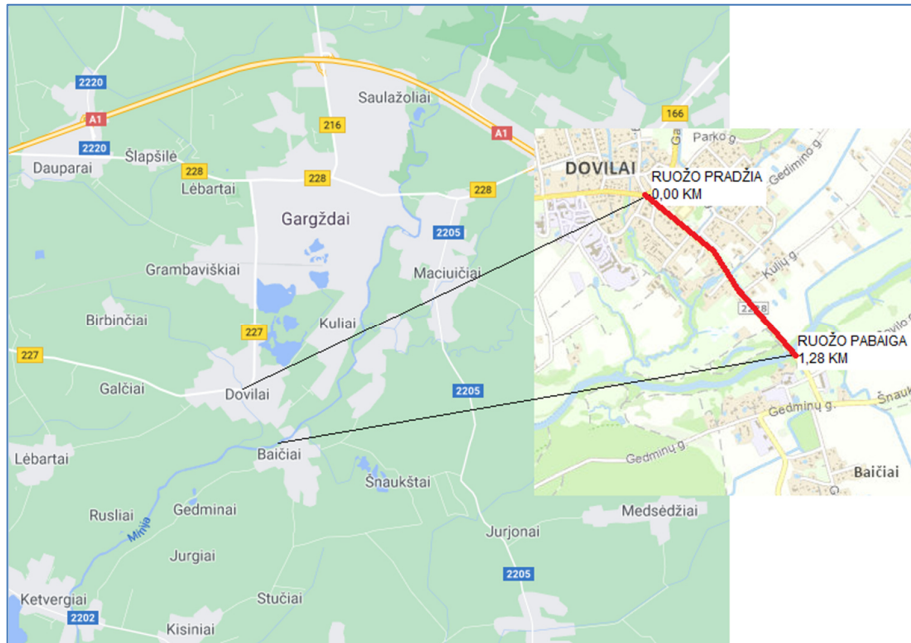 2220
Saulažoliai
166
A1
216
A1
2220
Dauparai
Šlapšilė
228
Lėbartai
228
228
Gargždai
2205
Grambaviškiai
Maciuičiai
Birbinčiai
Kuliai
227
227
Galčiai
Dovilai
2205
Lėbartai
Baičiai
Šnaukštai
Rusliai
Gedminai
Minija
Medsėdžiai
Jurgiai
Jurjonai
2205
Ketvergiai
Stučiai
2202
Kisiniai
Parko g.
DOVILAI
Gedmino g.
RUOŽO PRADŽIA
0,00 KM
Kulių g.
RUOŽO PABAIGA
1,28 KM
Gedminų g.
Gedminų g.
Baičiai